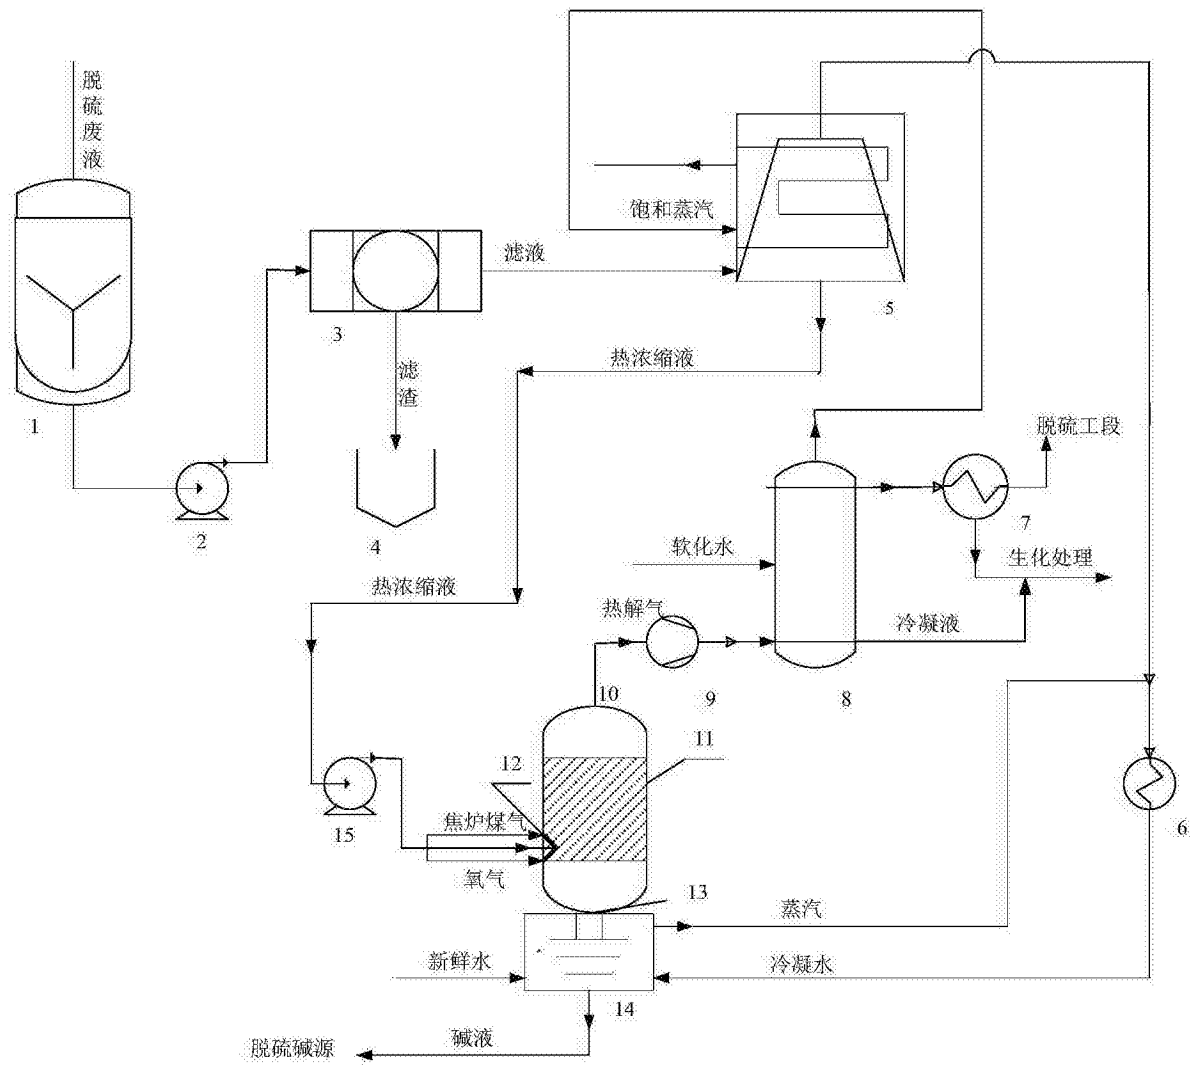 脱硫废液
饱和蒸汽
滤液
5
3
热浓缩液
滤渣
1
脱硫工段
2
4
7
软化水
生化处理
热浓缩液
热解气
冷凝液
10
9
8
11
12
焦炉煤气
15
6
氧气
13
蒸汽
新鲜水
冷凝水
14
碱液
脱硫碱源